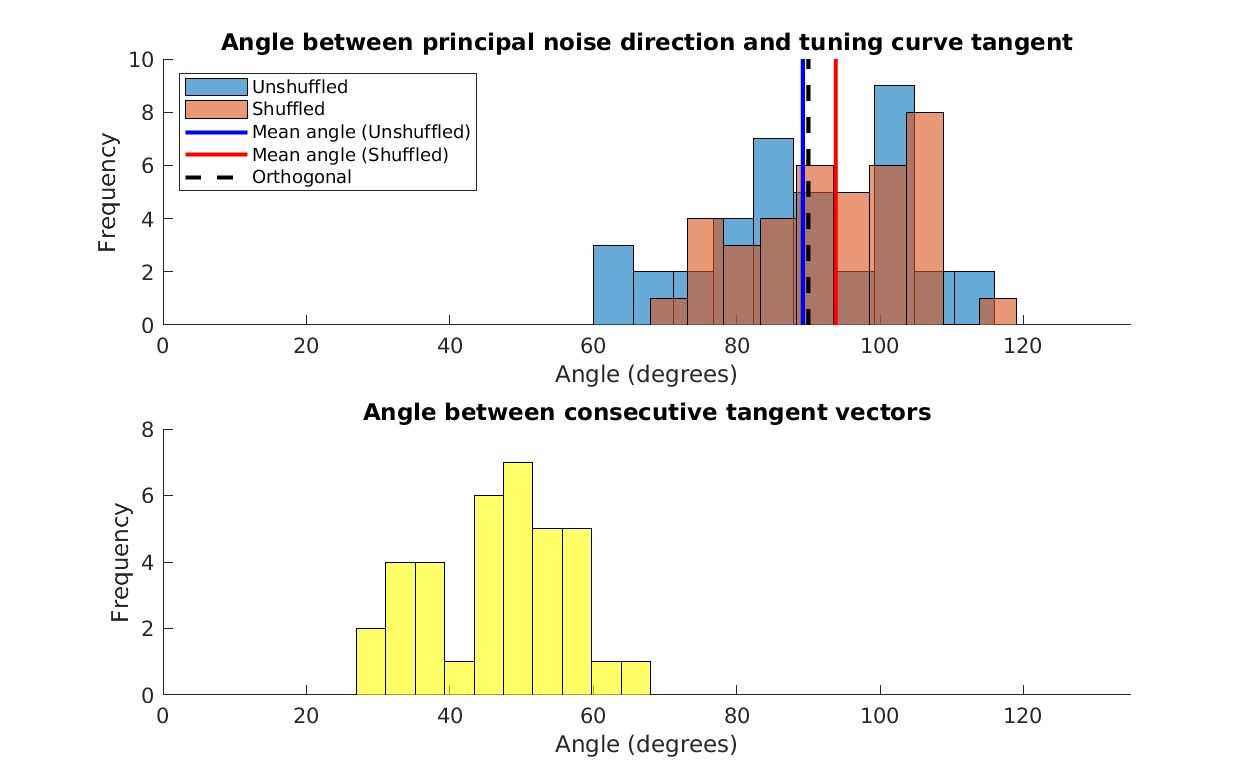 Angle between principal noise direction and tuning curve tangent
10
8
6
4
2
0
Frequency
Unshuffled
Shuffled
Mean angle (Unshuffled)
Mean angle (Shuffled)
Orthogonal
0 20 40 60 80 100 120
Angle (degrees)
Angle between consecutive tangent vectors
8
6
4
2
0
Frequency
0 20 40 60 80 100 120
Angle (degrees)